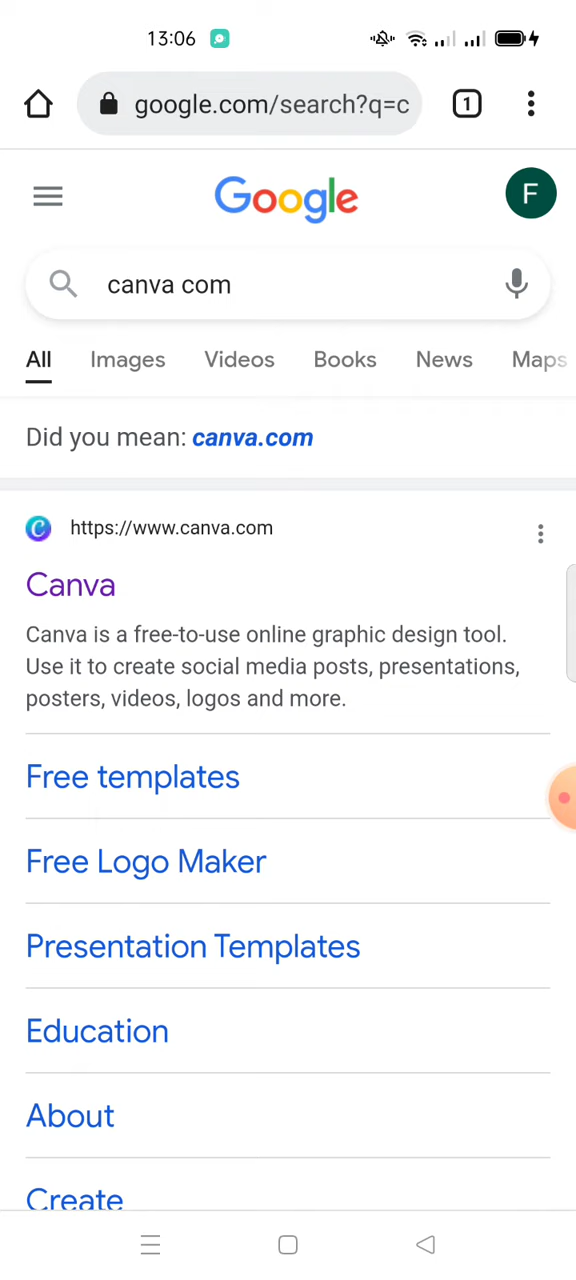 13:06
google.com/search?q=c
1
Google
F
canva com
All Images Videos Books News Maps
Did you mean: canva.com
https://www.canva.com
Canva
Canva is a free-to-use online graphic design tool.
Use it to create social media posts, presentations,
posters, videos, logos and more.
Free templates
Free Logo Maker
Presentation Templates
Education
About
Create